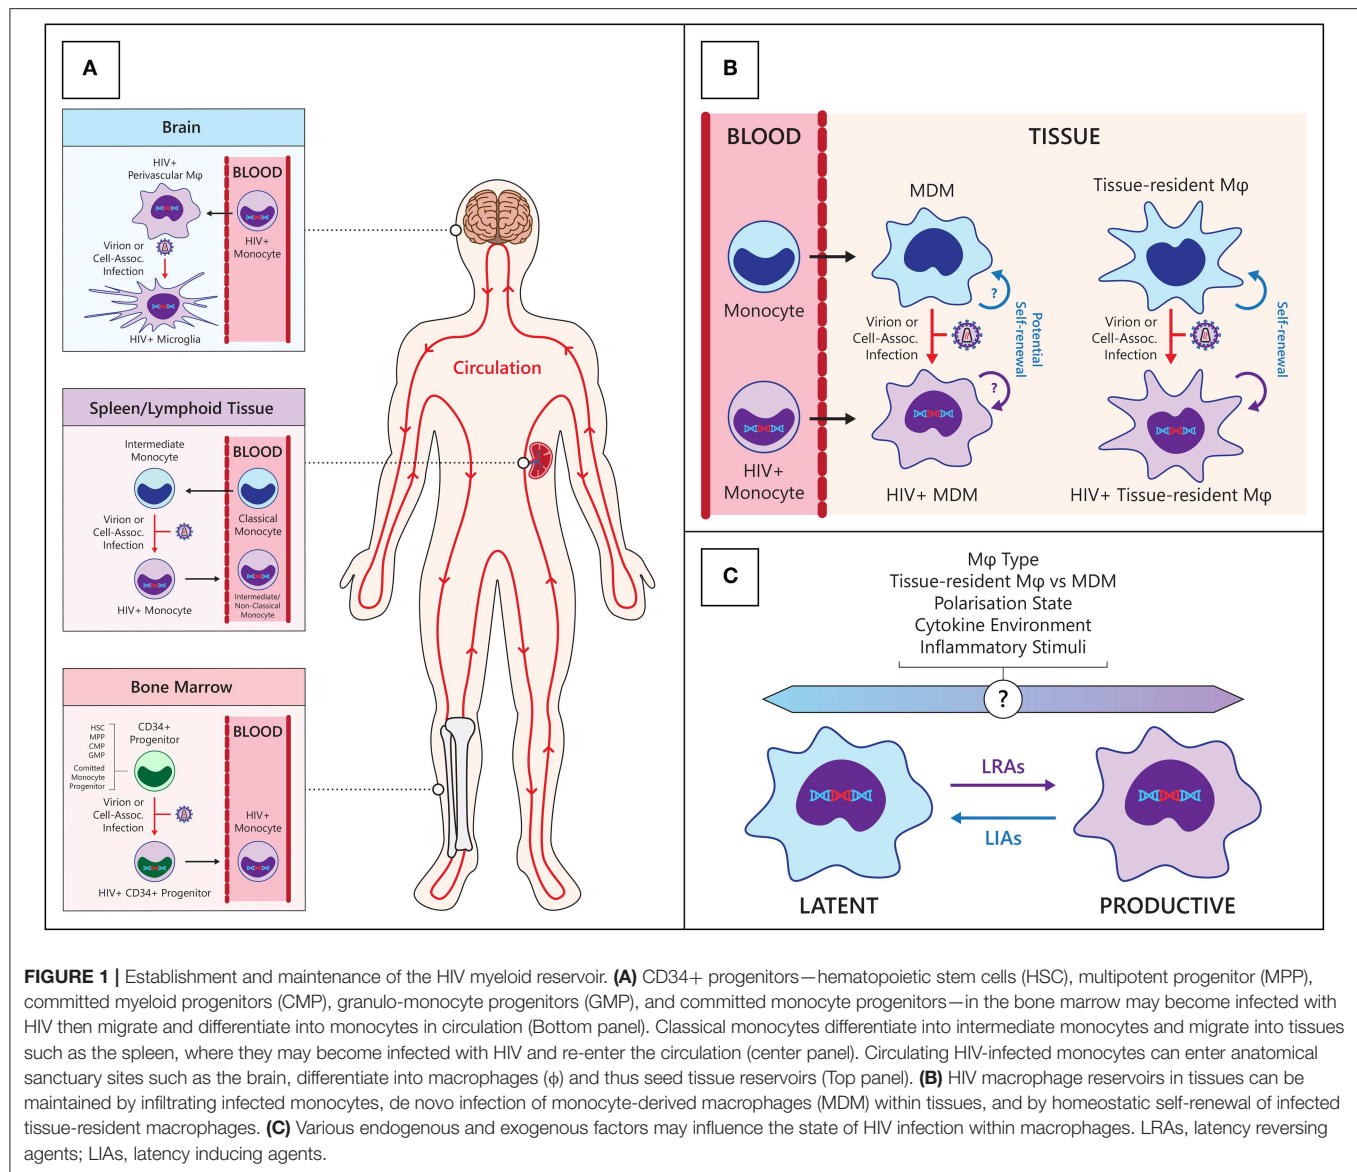 A
Brain
HIV+
Perivascular Mφ
BLOOD
HIV+
Monocyte
Virion or
Cell-Assoc.
Infection
HIV+ Microglia
Spleen/Lymphoid Tissue
Intermediate
Monocyte
BLOOD
Classical
Monocyte
Virion or
Cell-Assoc.
Infection
HIV+ Monocyte
Intermediate/
Non-Classical
Monocyte
Bone Marrow
HSC
MPP
CMP
GMP
Comitted
Monocyte
Progenitor
CD34+
Progenitor
BLOOD
Virion or
Cell-Assoc.
Infection
HIV+
Monocyte
HIV+ CD34+ Progenitor
Circulation
B
BLOOD
TISSUE
MDM
Tissue-resident Mφ
Monocyte
?
Potential
Self-renewal
Self-renewal
Virion or
Cell-Assoc.
Infection
Virion or
Cell-Assoc.
Infection
?
HIV+
Monocyte
HIV+ MDM
HIV+ Tissue-resident Mφ
C
Mφ Type
Tissue-resident Mφ vs MDM
Polarisation State
Cytokine Environment
Inflammatory Stimuli
?
LRAs
LIAs
LATENT
PRODUCTIVE
FIGURE 1 | Establishment and maintenance of the HIV myeloid reservoir. (A) CD34+ progenitors—hematopoietic stem cells (HSC), multipotent progenitor (MPP),
committed myeloid progenitors (CMP), granulo-monocyte progenitors (GMP), and committed monocyte progenitors—in the bone marrow may become infected with
HIV then migrate and differentiate into monocytes in circulation (Bottom panel). Classical monocytes differentiate into intermediate monocytes and migrate into tissues
such as the spleen, where they may become infected with HIV and re-enter the circulation (center panel). Circulating HIV-infected monocytes can enter anatomical
sanctuary sites such as the brain, differentiate into macrophages (ϕ) and thus seed tissue reservoirs (Top panel). (B) HIV macrophage reservoirs in tissues can be
maintained by infiltrating infected monocytes, de novo infection of monocyte-derived macrophages (MDM) within tissues, and by homeostatic self-renewal of infected
tissue-resident macrophages. (C) Various endogenous and exogenous factors may influence the state of HIV infection within macrophages. LRAs, latency reversing
agents; LIAs, latency inducing agents.